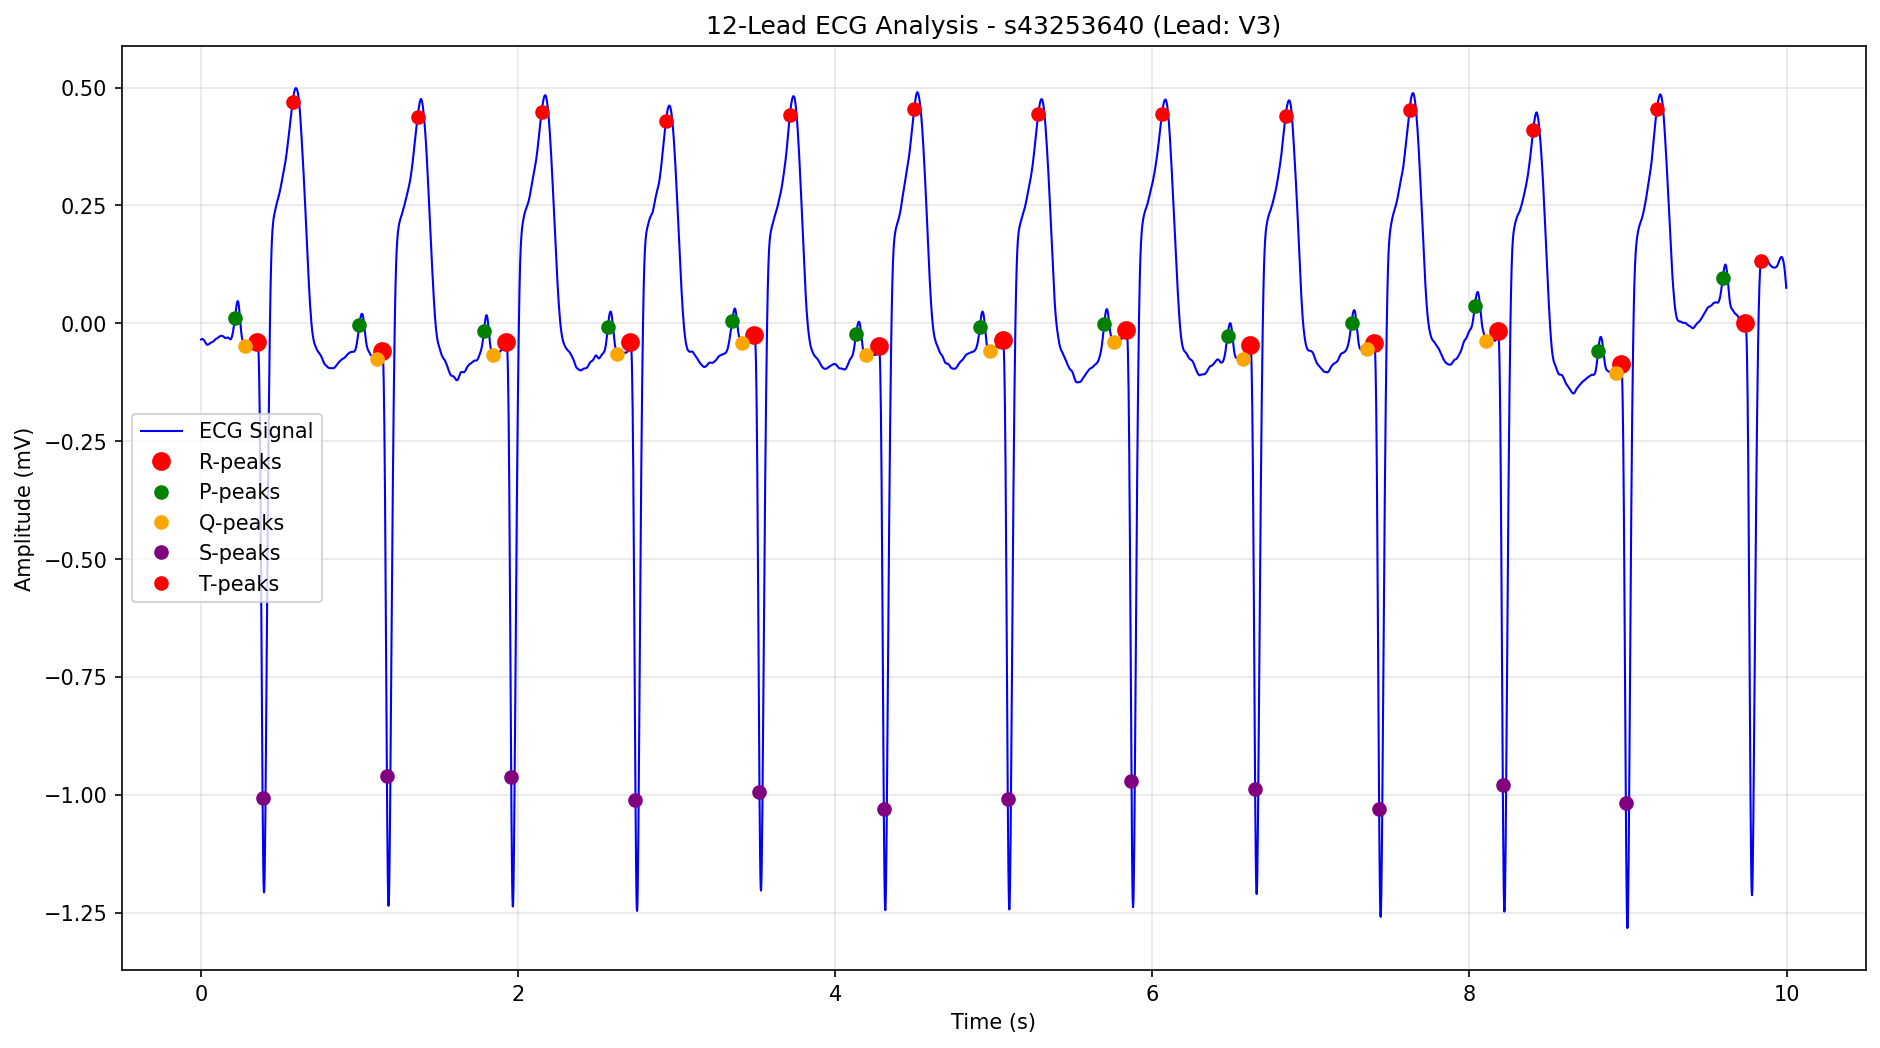 12-Lead ECG Analysis - s43253640 (Lead: V3)
Amplitude (mV)
0.50
0.25
0.00
−0.25
−0.50
−0.75
−1.00
−1.25
ECG Signal
R-peaks
P-peaks
Q-peaks
S-peaks
T-peaks
0 2 4 6 8 10
Time (s)